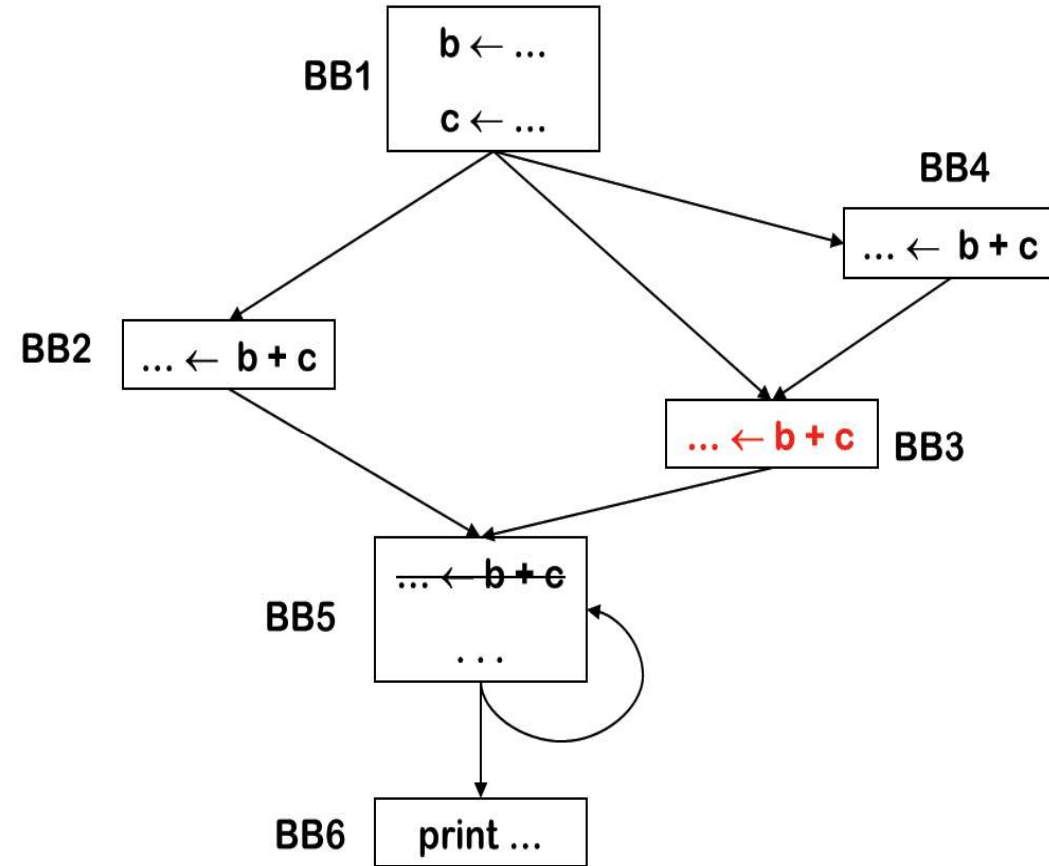 BB1
b ← ...
c ← ...
BB4
... ← b + c
BB2
... ← b + c
... ← b + c
BB3
... ← b + c
BB5
. . .
BB6
print ...